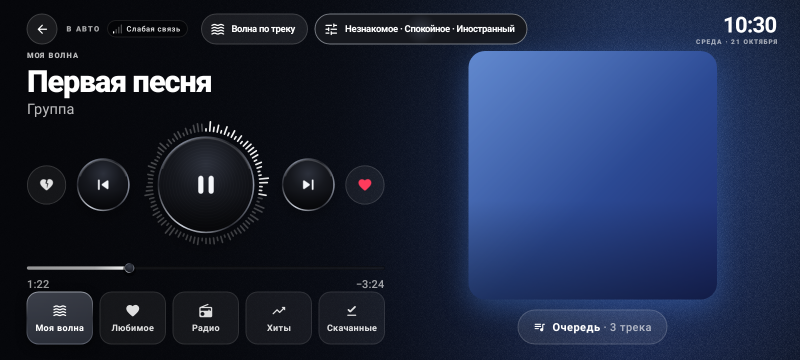 В АВТО
Слабая связь
Волна по треку
Незнакомое · Спокойное · Иностранный
10:30
СРЕДА · 21 ОКТЯБРЯ
МОЯ ВОЛНА
Первая песня
Группа
1:22
−3:24
Моя волна
Любимое
Радио
Хиты
Скачанные
Очередь · 3 трека